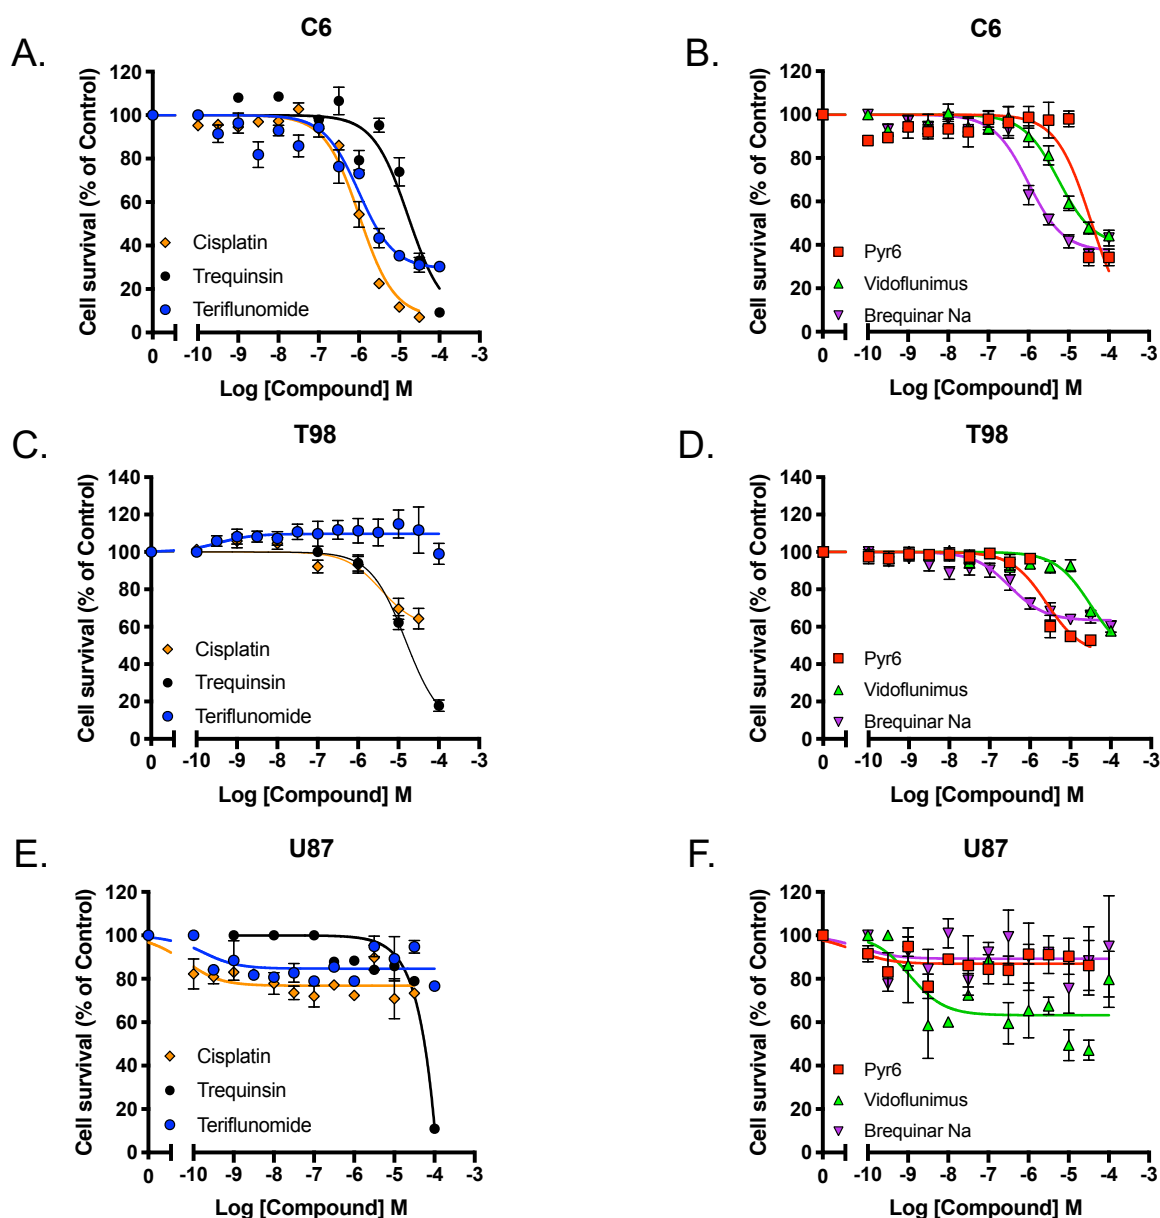 A.
C6
Cell survival (% of Control)
120
100
80
60
40
20
0
Cisplatin
Trequinsin
Teriflunomide
0 -10 -9 -8 -7 -6 -5 -4 -3
Log [Compound] M
B.
C6
Cell survival (% of Control)
120
100
80
60
40
20
0
Pyr6
Vidoflunimus
Brequinar Na
0 -10 -9 -8 -7 -6 -5 -4 -3
Log [Compound] M
C.
T98
Cell survival (% of Control)
140
120
100
80
60
40
20
0
Cisplatin
Trequinsin
Teriflunomide
0 -10 -9 -8 -7 -6 -5 -4 -3
Log [Compound] M
D.
T98
Cell survival (% of Control)
140
120
100
80
60
40
20
0
Pyr6
Vidoflunimus
Brequinar Na
0 -10 -9 -8 -7 -6 -5 -4 -3
Log [Compound] M
E.
U87
Cell survival (% of Control)
120
100
80
60
40
20
0
Cisplatin
Trequinsin
Teriflunomide
0 -10 -9 -8 -7 -6 -5 -4 -3
Log [Compound] M
F.
U87
Cell survival (% of Control)
120
100
80
60
40
20
0
Pyr6
Vidoflunimus
Brequinar Na
0 -10 -9 -8 -7 -6 -5 -4 -3
Log [Compound] M